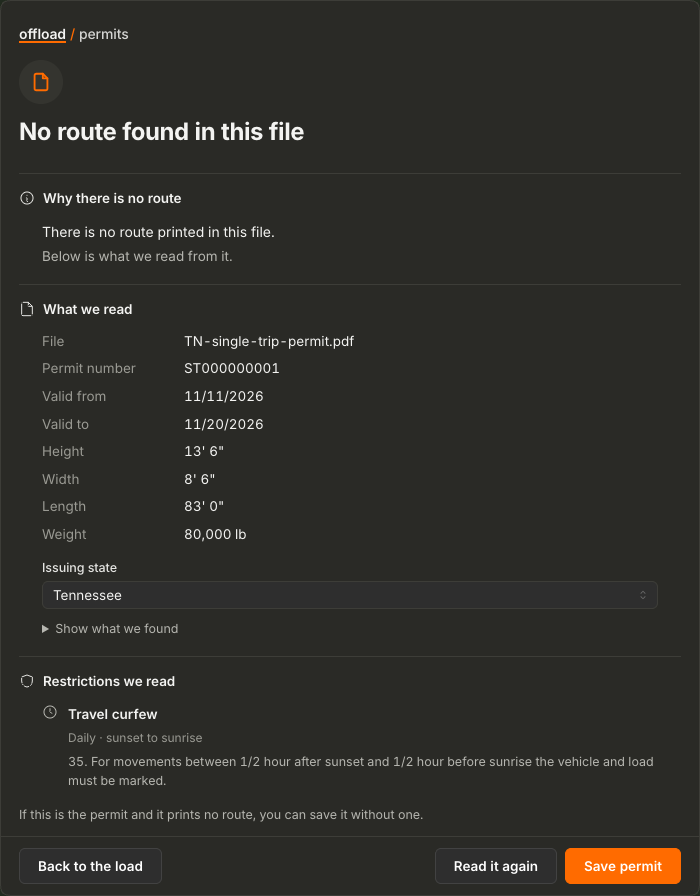 offload / permits
No route found in this file
Why there is no route
There is no route printed in this file.
Below is what we read from it.
What we read
File TN-single-trip-permit.pdf
Permit number ST000000001
Valid from 11/11/2026
Valid to 11/20/2026
Height 13' 6"
Width 8' 6"
Length 83' 0"
Weight 80,000 lb
Issuing state
Tennessee
Show what we found
Restrictions we read
Travel curfew
Daily · sunset to sunrise
35. For movements between 1/2 hour after sunset and 1/2 hour before sunrise the vehicle and load
must be marked.
If this is the permit and it prints no route, you can save it without one.
Back to the load Read it again Save permit